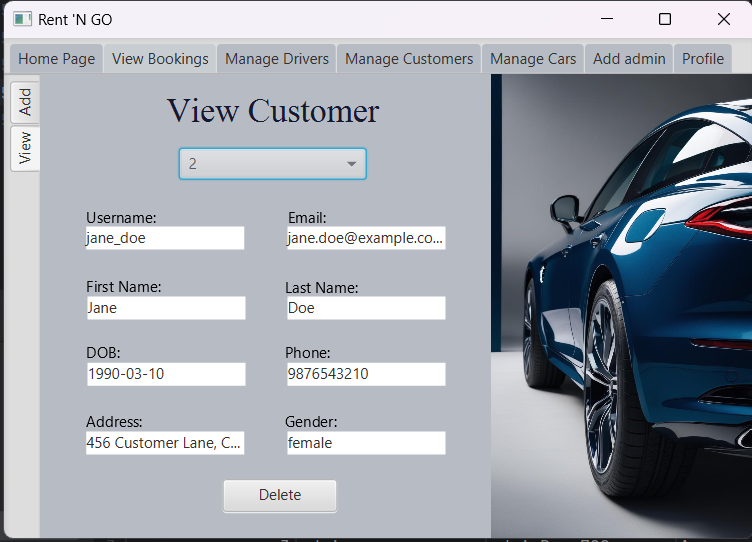 Rent 'N GO
Home Page View Bookings Manage Drivers Manage Customers Manage Cars Add admin Profile
Add
View
View Customer
2
Username: Email:
jane_doe jane.doe@example.co...
First Name: Last Name:
Jane Doe
DOB: Phone:
1990-03-10 9876543210
Address: Gender:
456 Customer Lane, C... female
Delete